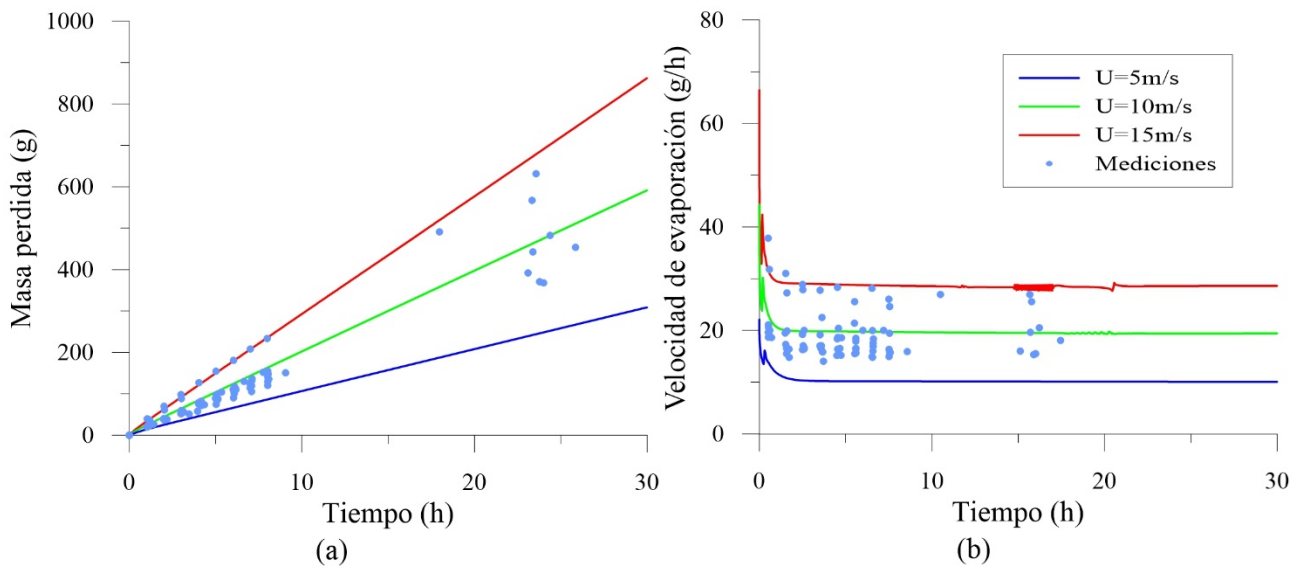 Masa perdida (g)
1000
800
600
400
200
0
0
10
20
30
Tiempo (h)
(a)
Velocidad de evaporación (g/h)
80
60
40
20
0
U=5m/s
U=10m/s
U=15m/s
Mediciones
0
10
20
30
Tiempo (h)
(b)